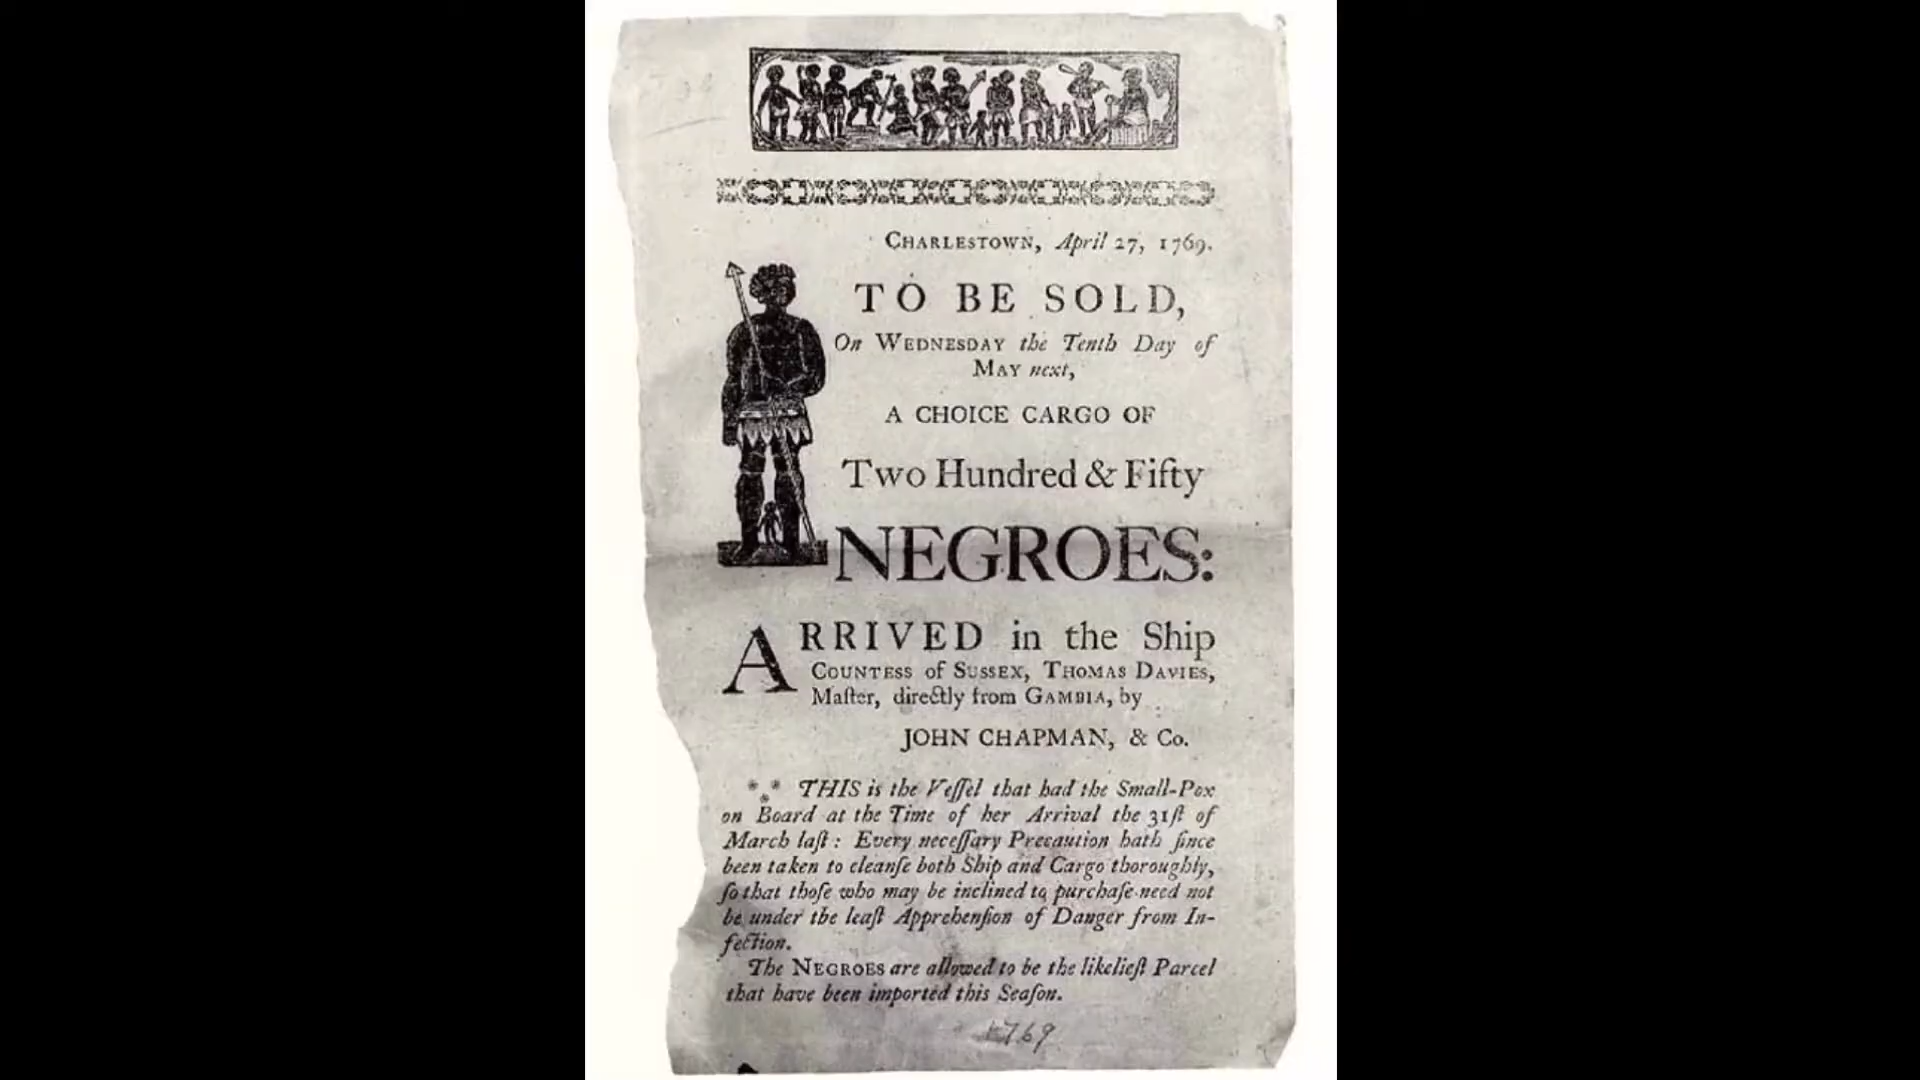 CHARLESTOWN, April 27, 1769.
TO BE SOLD,
On WEDNESDAY the Tenth Day of
MAY next,
A CHOICE CARGO OF
Two Hundred & Fifty
NEGROES:
ARRIVED in the Ship
COUNTESS of SUSSEX, THOMAS DAVIES,
Maſter, directly from GAMBIA, by
JOHN CHAPMAN, & Co.
⁂ THIS is the Veſſel that had the Small-Pox
on Board at the Time of her Arrival the 31ſt of
March laſt: Every neceſſary Precaution hath ſince
been taken to cleanſe both Ship and Cargo thoroughly,
ſo that thoſe who may be inclined to purchaſe need not
be under the leaſt Apprehenſion of Danger from In-
fection.
The NEGROES are allowed to be the likelieſt Parcel
that have been imported this Seaſon.
1769